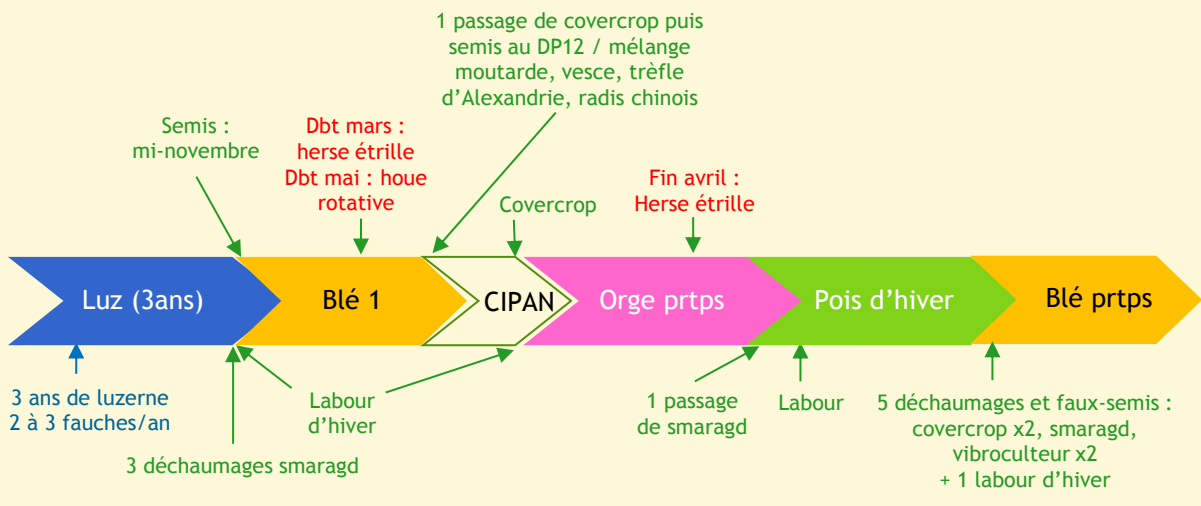 1 passage de covercrop puis
semis au DP12 / mélange
moutarde, vesce, trèfle
d’Alexandrie, radis chinois
Semis :
mi-novembre
Dbt mars :
herse étrille
Dbt mai : houe
rotative
Covercrop
Fin avril :
Herse étrille
Luz (3ans)
Blé 1
CIPAN
Orge prtps
Pois d’hiver
Blé prtps
3 ans de luzerne
2 à 3 fauches/an
3 déchaumages smaragd
Labour
d’hiver
1 passage
de smaragd
Labour
5 déchaumages et faux-semis :
covercrop x2, smaragd,
vibroculteur x2
+ 1 labour d’hiver